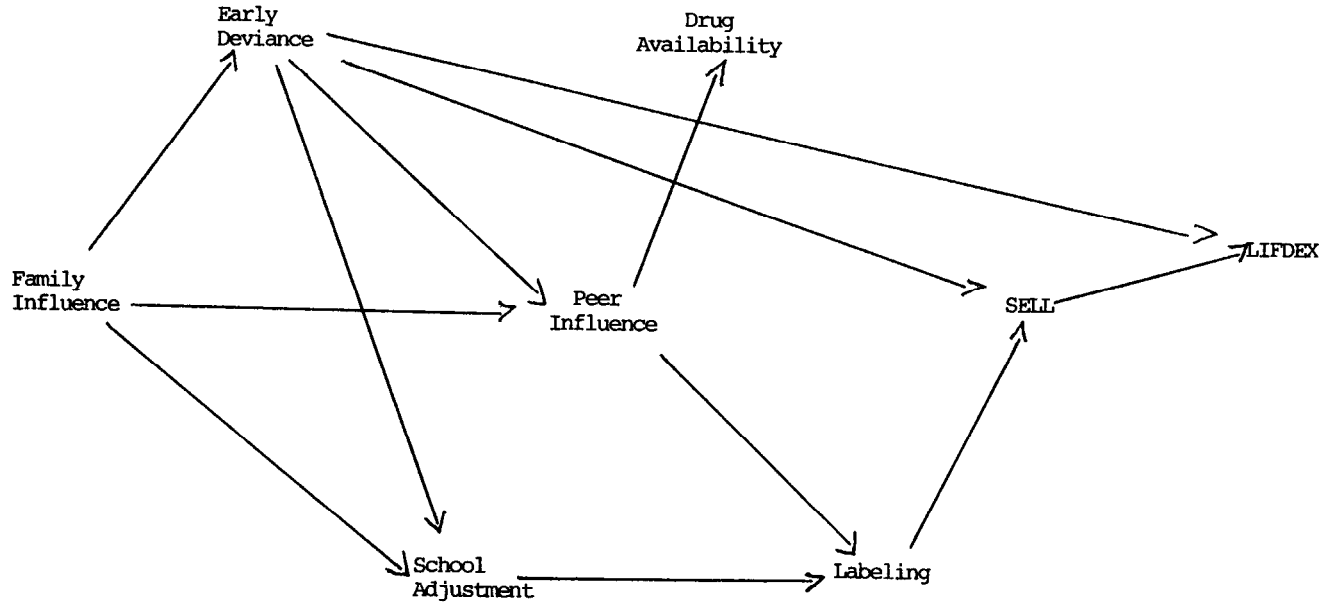 Early
Deviance
Drug
Availability
LIFDEX
Family
Influence
Peer
Influence
SELL
School
Adjustment
Labeling